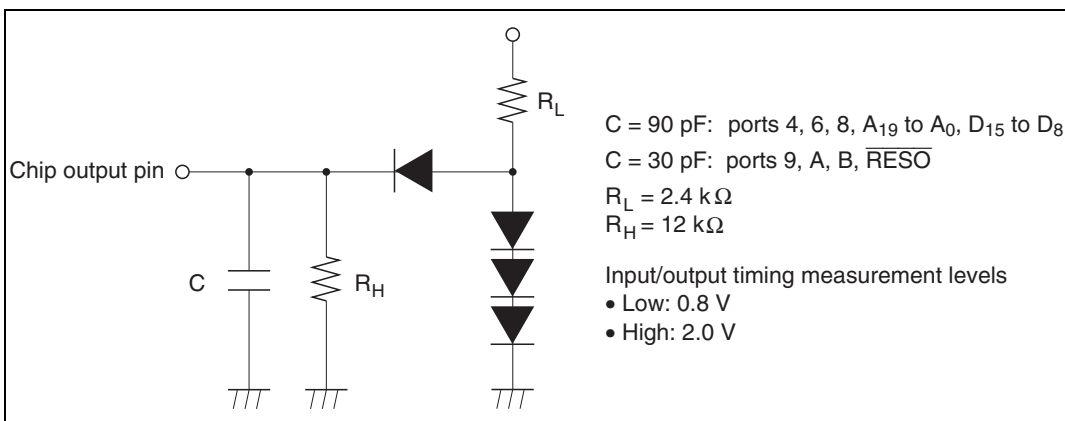 R_L
Chip output pin
C
R_H
C = 90 pF: ports 4, 6, 8, A₁₉ to A₀, D₁₅ to D₈
C = 30 pF: ports 9, A, B, R̅E̅S̅O̅
R_L = 2.4 kΩ
R_H = 12 kΩ
Input/output timing measurement levels
• Low: 0.8 V
• High: 2.0 V